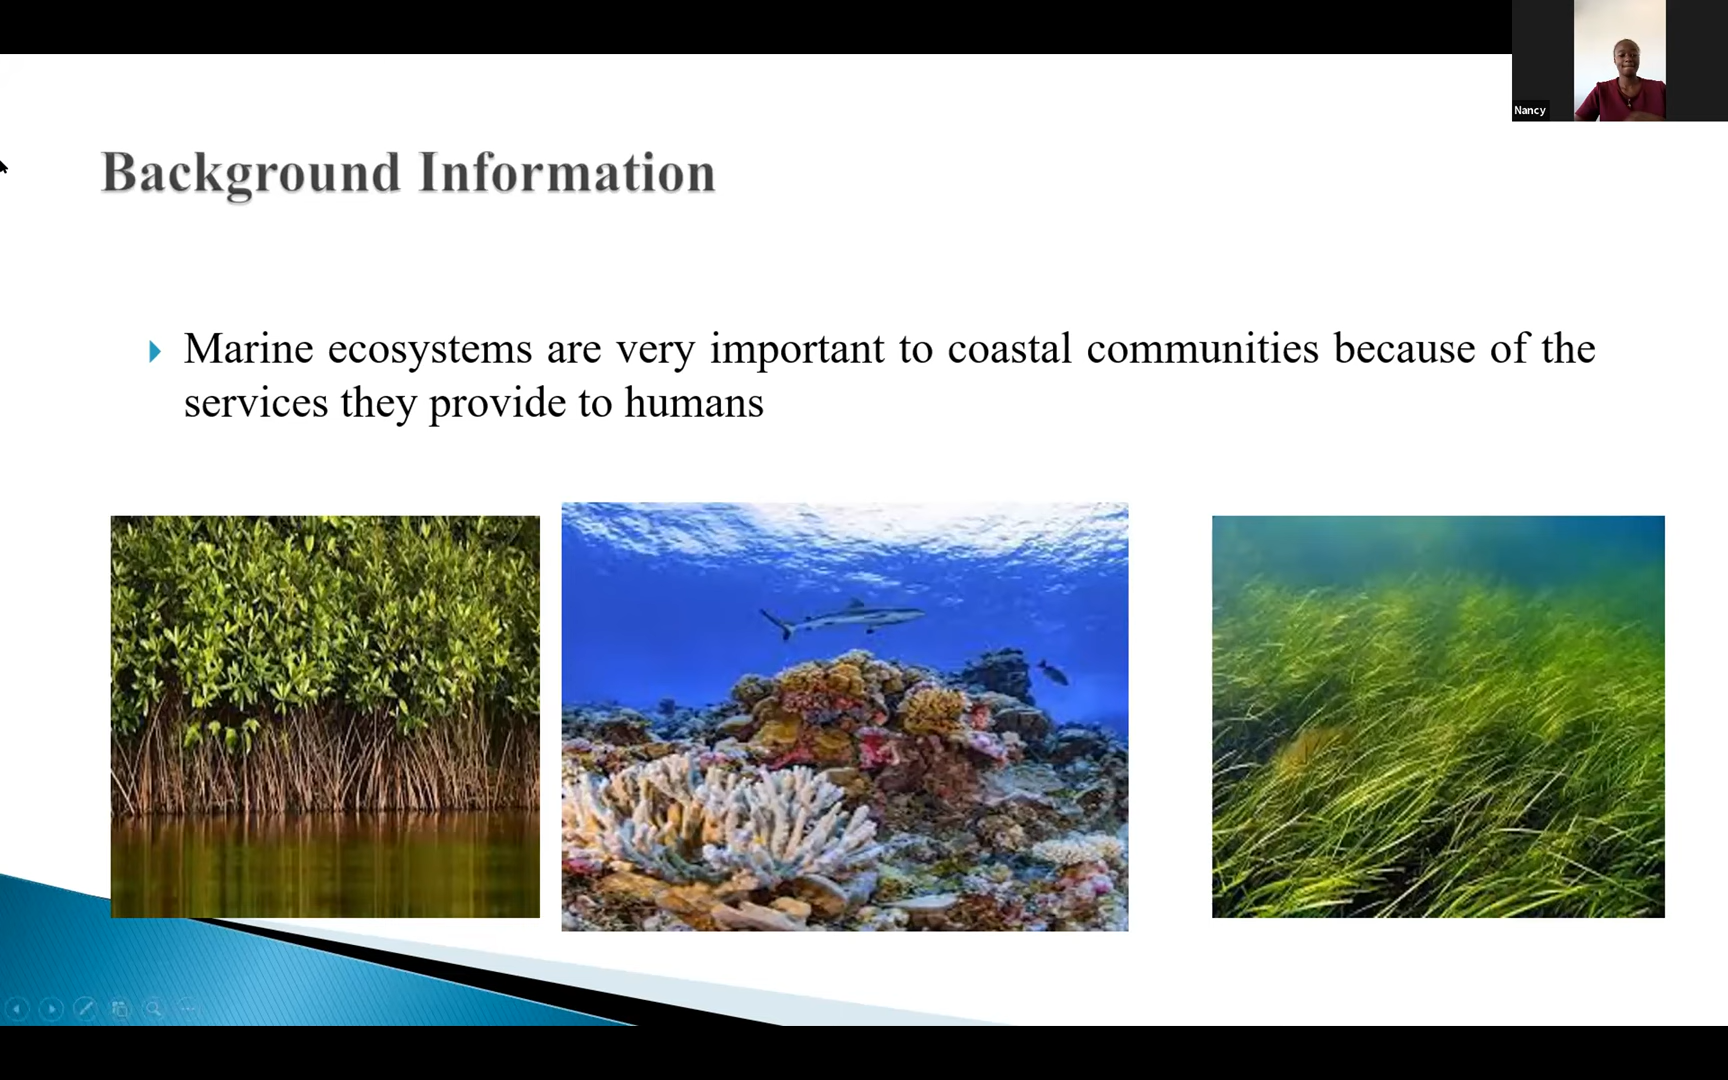 Nancy
Background Information
Marine ecosystems are very important to coastal communities because of the
services they provide to humans